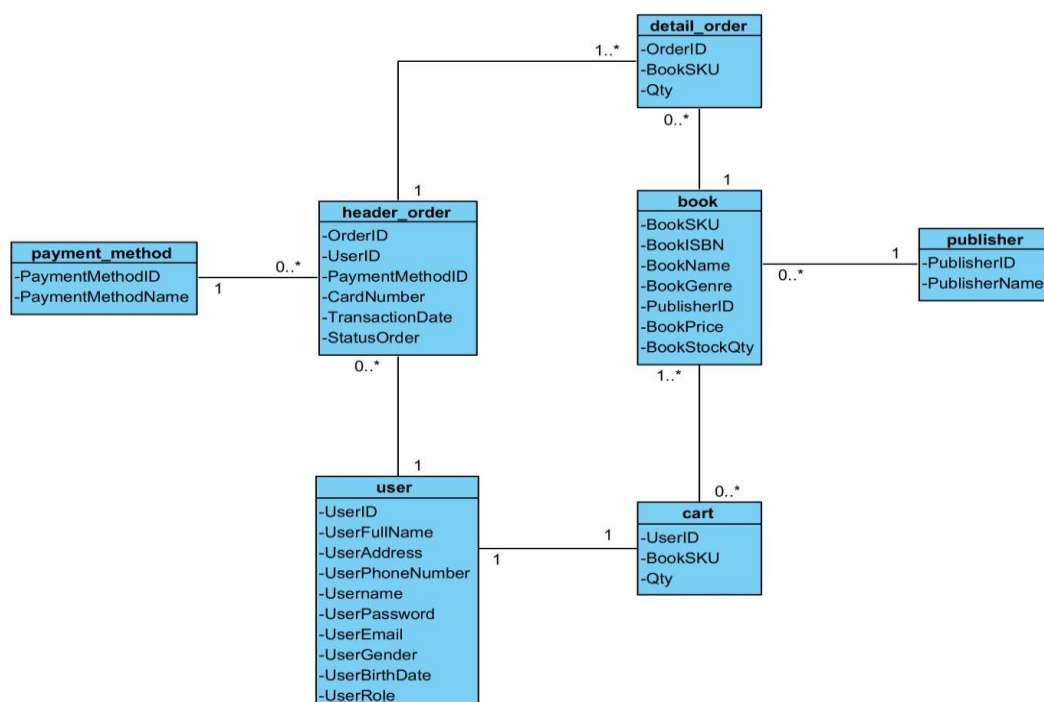 detail_order
-OrderID
-BookSKU
-Qty
1..*
0..*
1
1
header_order
-OrderID
-UserID
-PaymentMethodID
-CardNumber
-TransactionDate
-StatusOrder
book
-BookSKU
-BookISBN
-BookName
-BookGenre
-PublisherID
-BookPrice
-BookStockQty
payment_method
-PaymentMethodID
-PaymentMethodName
publisher
-PublisherID
-PublisherName
0..*
1
1
0..*
0..*
1..*
1
0..*
user
-UserID
-UserFullName
-UserAddress
-UserPhoneNumber
-Username
-UserPassword
-UserEmail
-UserGender
-UserBirthDate
-UserRole
cart
-UserID
-BookSKU
-Qty
1
1